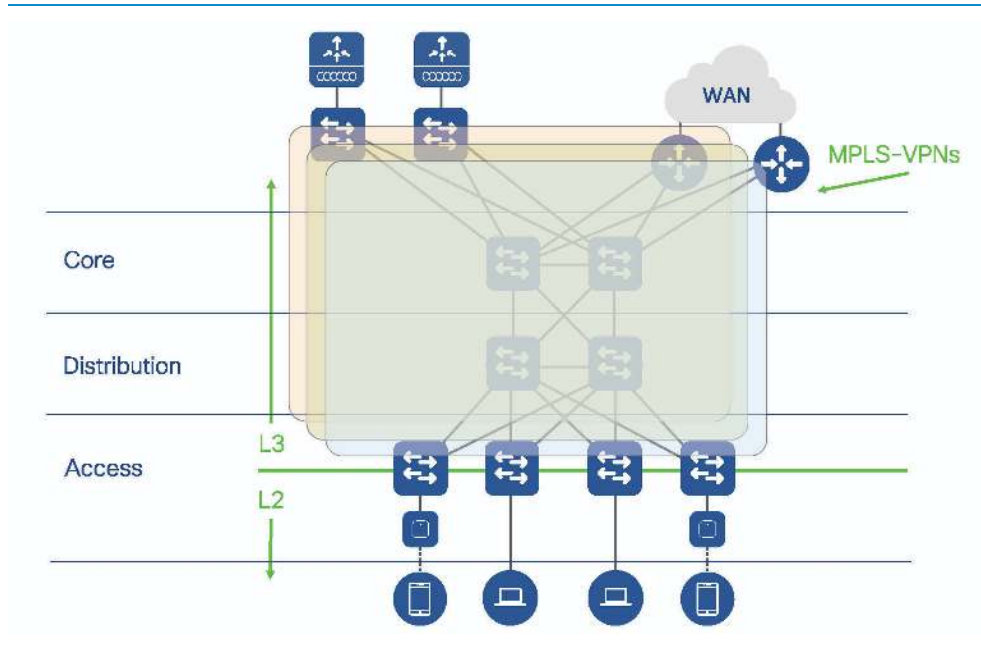 WAN
MPLS-VPNs
Core
Distribution
L3
Access
L2